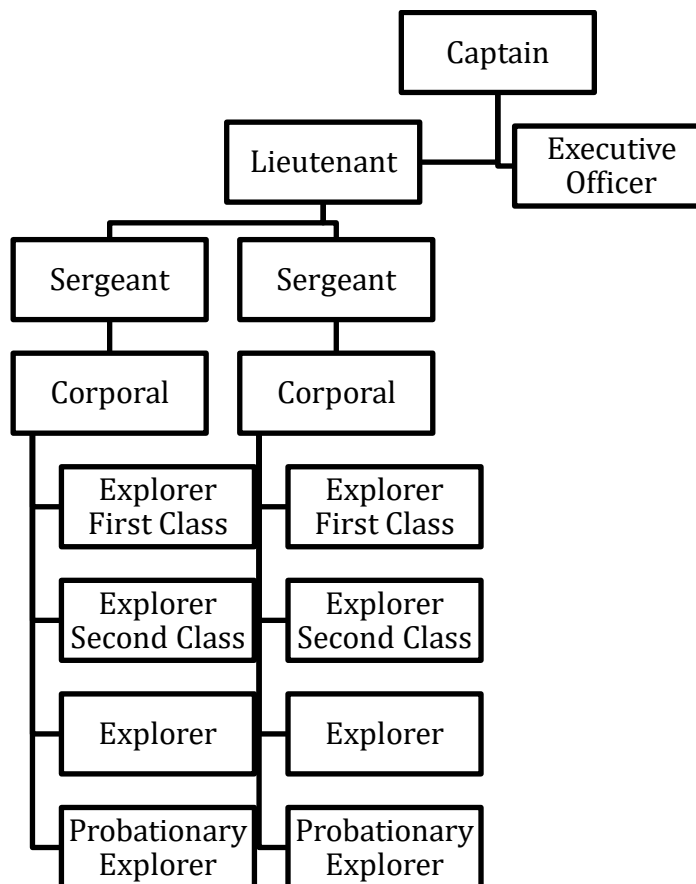 Captain
Executive
Officer
Lieutenant
Sergeant
Sergeant
Corporal
Corporal
Explorer
First Class
Explorer
First Class
Explorer
Second Class
Explorer
Second Class
Explorer
Explorer
Probationary
Explorer
Probationary
Explorer